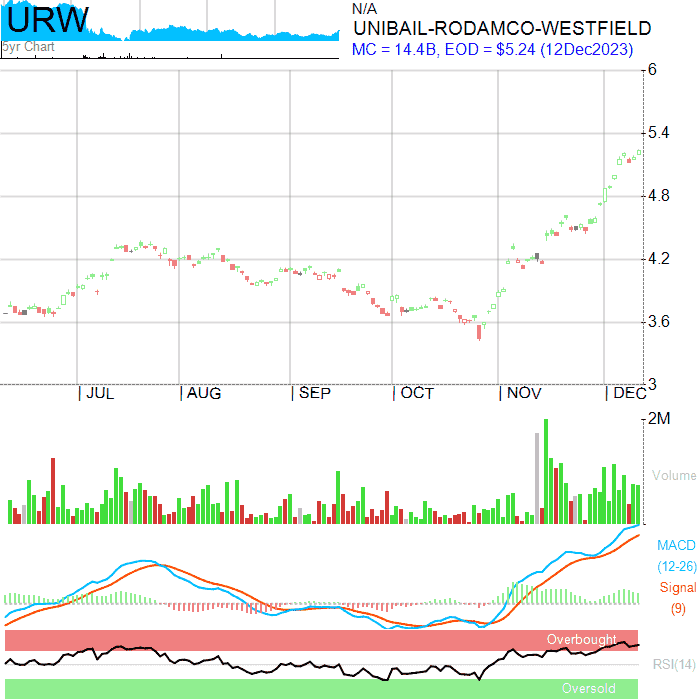 URW
5yr Chart
N/A
UNIBAIL-RODAMCO-WESTFIELD
MC = 14.4B, EOD = $5.24 (12Dec2023)
6
5.4
4.8
4.2
3.6
3
JUL AUG SEP OCT NOV DEC
2M
Volume
MACD
(12-26)
Signal
(9)
Overbought
RSI(14)
Oversold